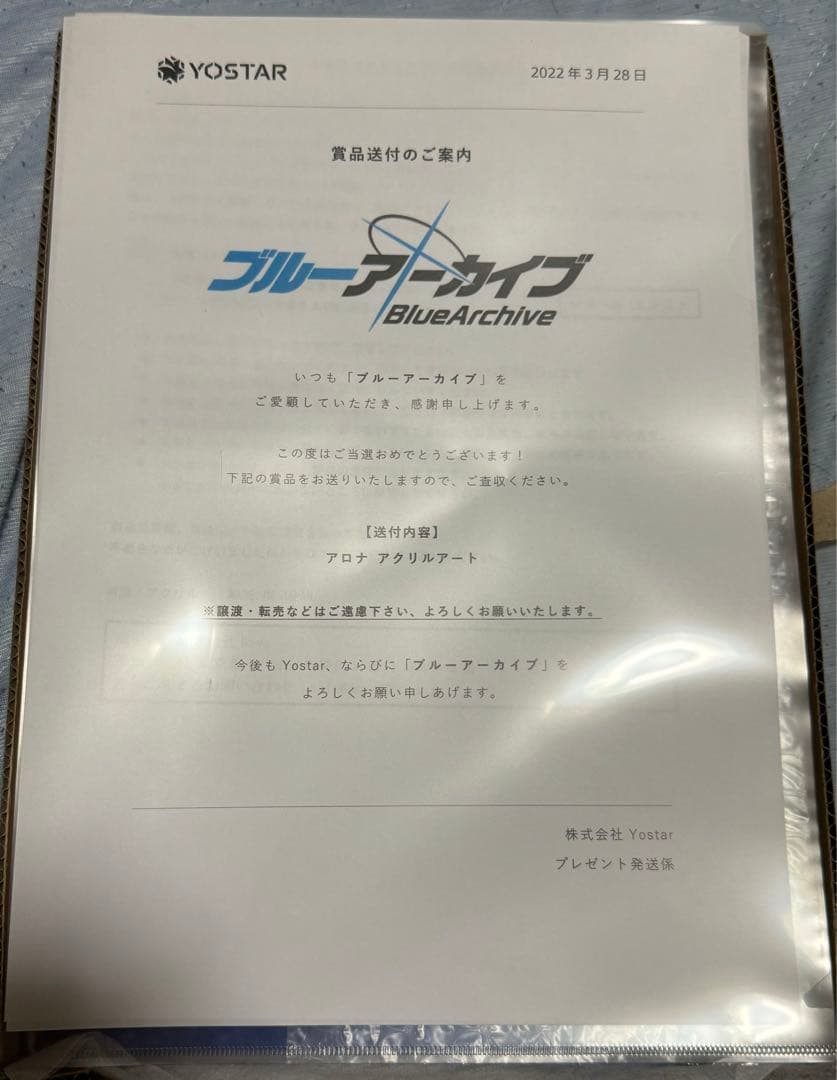 YOSTAR
2022年3月28日
賞品送付のご案内
ブルーアーカイブ
BlueArchive
いつも「ブルーアーカイブ」を
ご愛顧していただき、感謝申し上げます。
この度はご当選おめでとうございます！
下記の賞品をお送りいたしますので、ご査収ください。
【送付内容】
アロナ アクリルアート
※譲渡・転売などはご遠慮下さい、よろしくお願いいたします。
今後も Yostar、ならびに「ブルーアーカイブ」を
よろしくお願い申しあげます。
株式会社 Yostar
プレゼント発送係